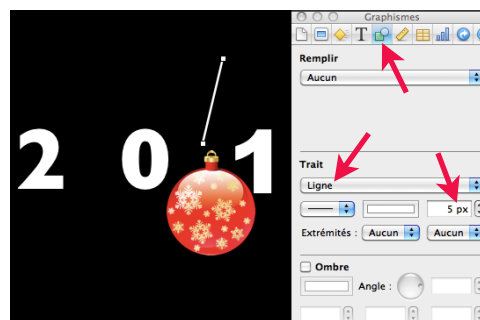 Graphismes
T
Remplir
Aucun
2 0 1
Trait
Ligne
5 px
Extrémités : Aucun Aucun
Ombre
Angle :